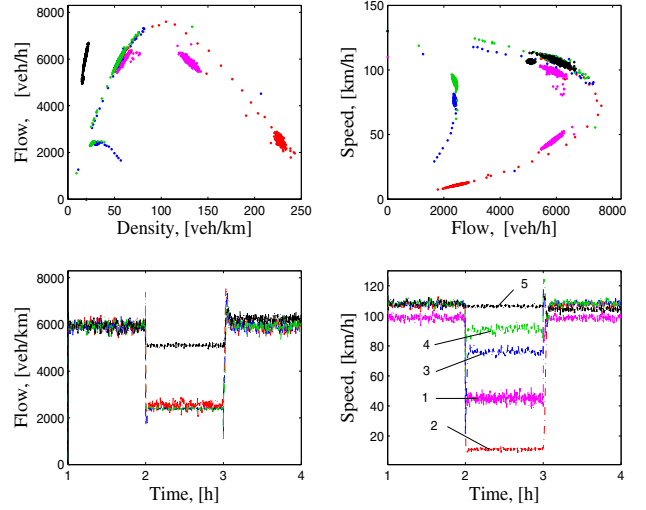 Flow, [veh/h]
8300
6000
4000
2000
0
0 50 100 150 200 250
Density, [veh/km]
Speed, [km/h]
150
100
50
0
0 2000 4000 6000 8300
Flow, [veh/h]
Flow, [veh/km]
8300
6000
4000
2000
0
1 2 3 4
Time, [h]
Speed, [km/h]
120
100
80
60
40
20
5
4
3
1
2
1 2 3 4
Time, [h]